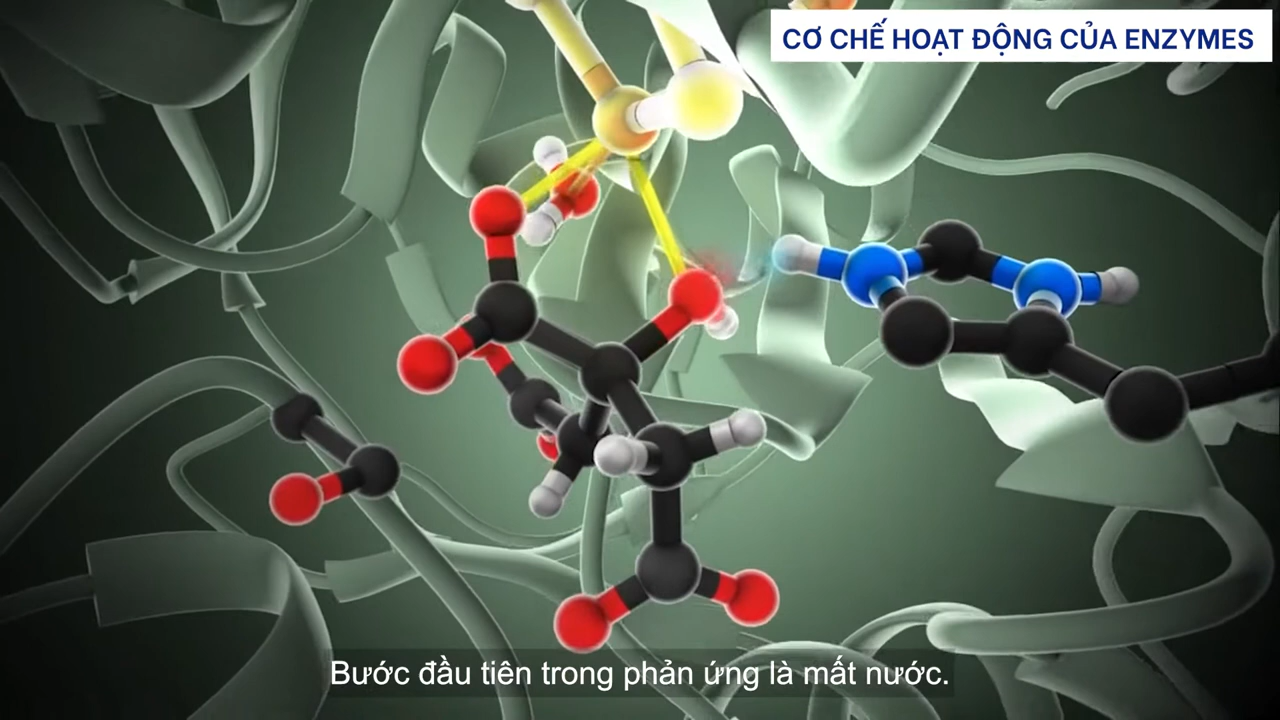 CƠ CHẾ HOẠT ĐỘNG CỦA ENZYMES
Bước đầu tiên trong phản ứng là mất nước.